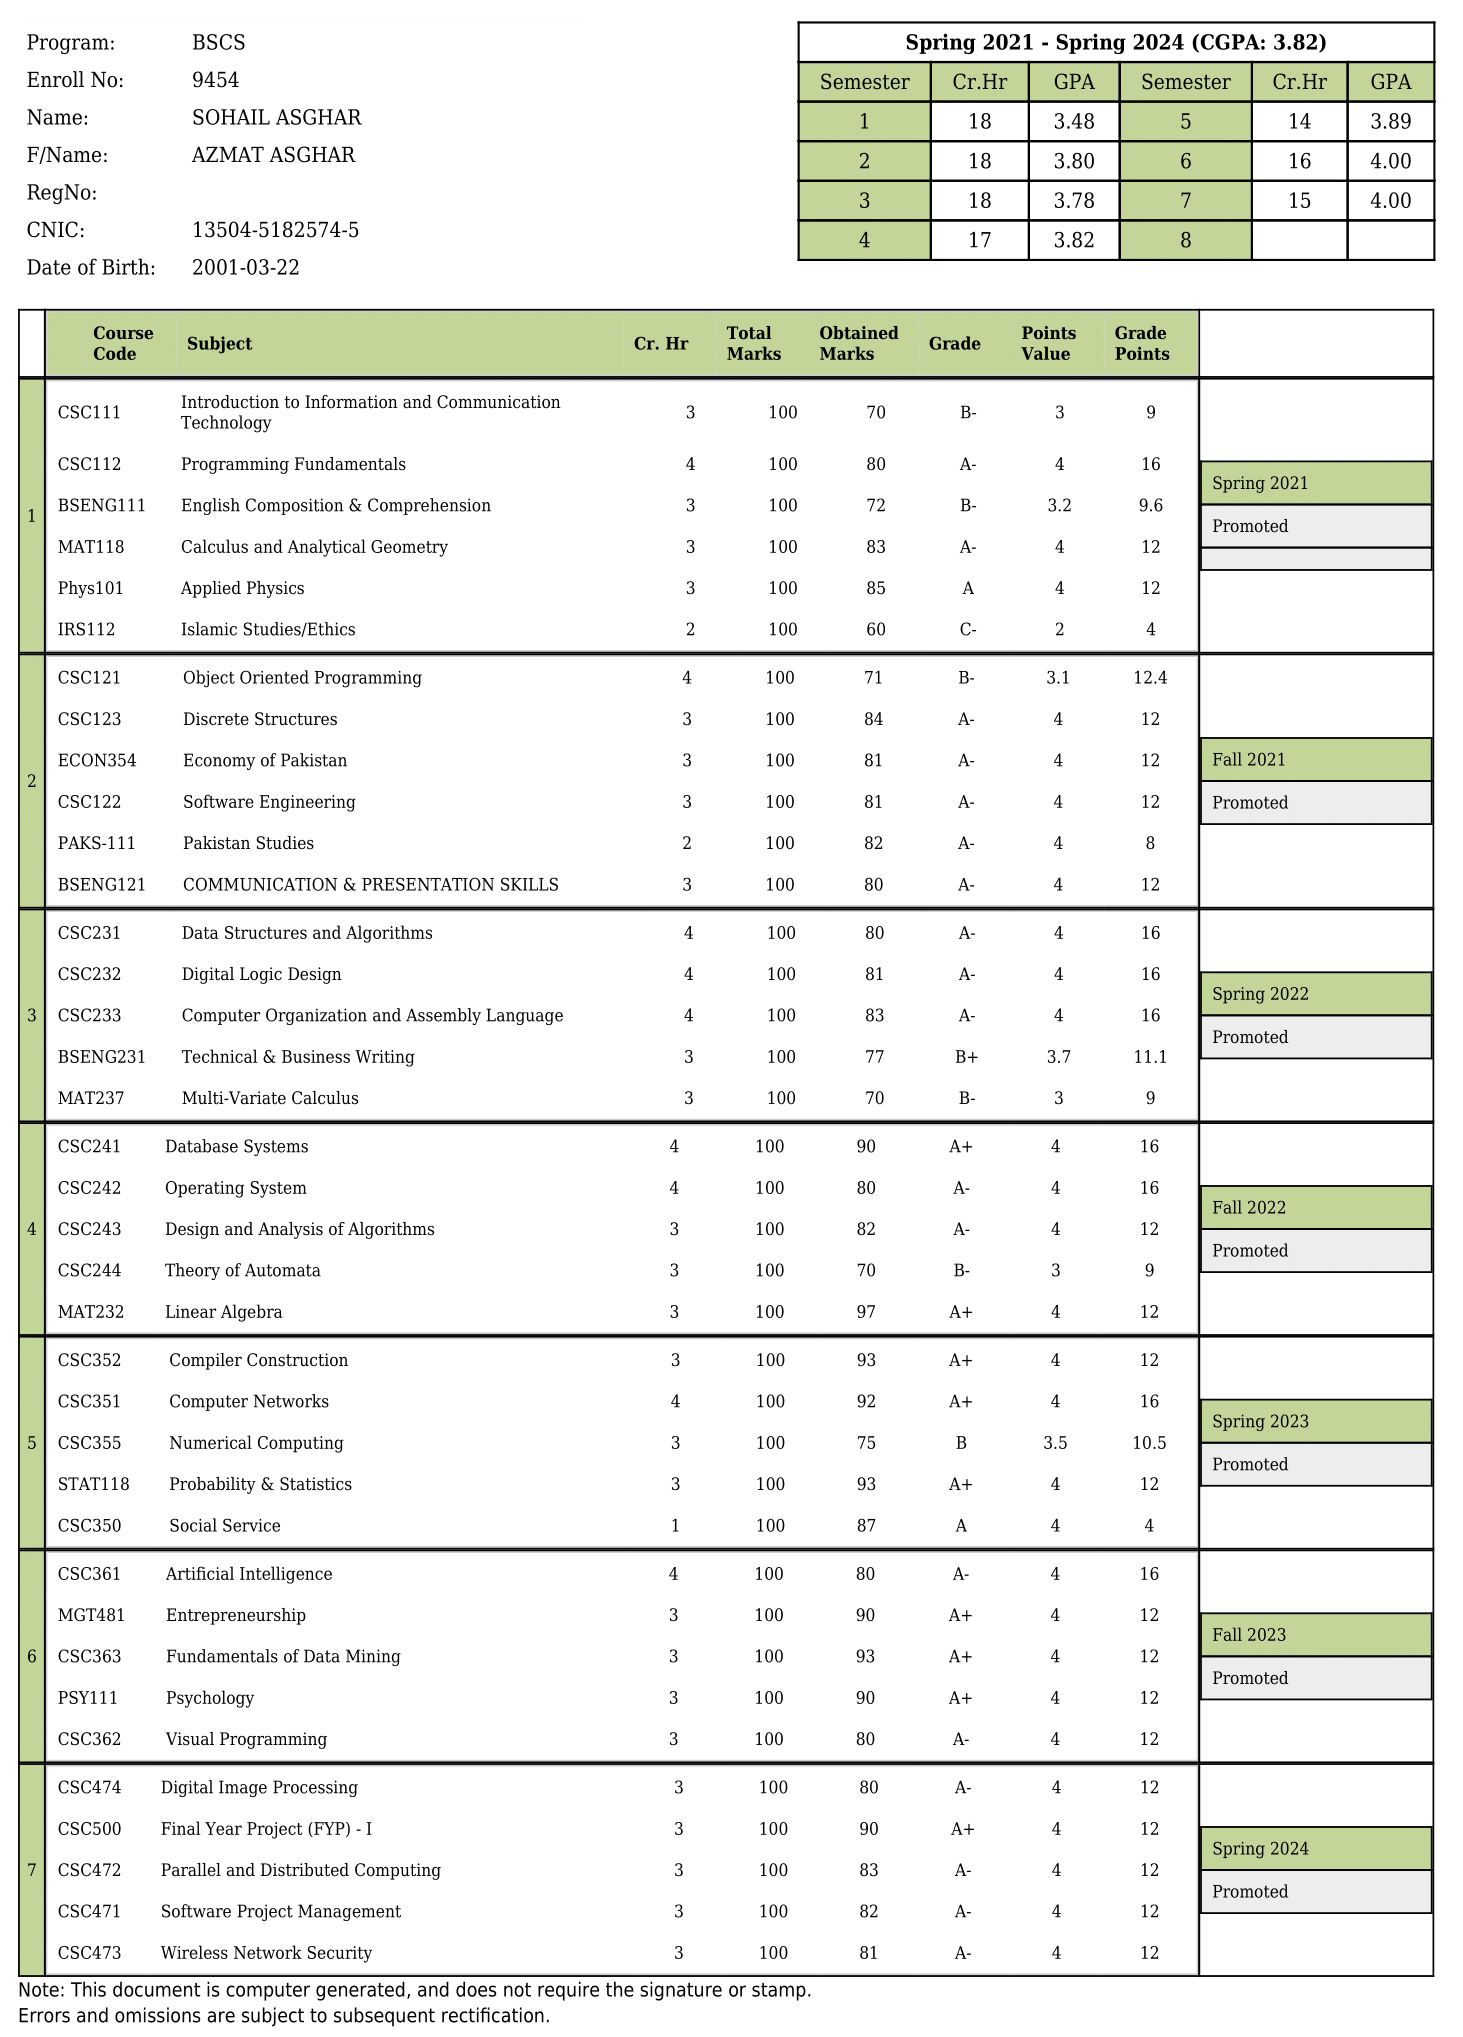 Program: BSCS
Enroll No: 9454
Name: SOHAIL ASGHAR
F/Name: AZMAT ASGHAR
RegNo:
CNIC: 13504-5182574-5
Date of Birth: 2001-03-22
Spring 2021 - Spring 2024 (CGPA: 3.82)
Semester Cr.Hr GPA Semester Cr.Hr GPA
1 18 3.48 5 14 3.89
2 18 3.80 6 16 4.00
3 18 3.78 7 15 4.00
4 17 3.82 8
Course Code Subject Cr. Hr Total Marks Obtained Marks Grade Points Value Grade Points
1
CSC111 Introduction to Information and Communication Technology 3 100 70 B- 3 9
CSC112 Programming Fundamentals 4 100 80 A- 4 16
BSENG111 English Composition & Comprehension 3 100 72 B- 3.2 9.6
MAT118 Calculus and Analytical Geometry 3 100 83 A- 4 12
Phys101 Applied Physics 3 100 85 A 4 12
IRS112 Islamic Studies/Ethics 2 100 60 C- 2 4
Spring 2021
Promoted
2
CSC121 Object Oriented Programming 4 100 71 B- 3.1 12.4
CSC123 Discrete Structures 3 100 84 A- 4 12
ECON354 Economy of Pakistan 3 100 81 A- 4 12
CSC122 Software Engineering 3 100 81 A- 4 12
PAKS-111 Pakistan Studies 2 100 82 A- 4 8
BSENG121 COMMUNICATION & PRESENTATION SKILLS 3 100 80 A- 4 12
Fall 2021
Promoted
3
CSC231 Data Structures and Algorithms 4 100 80 A- 4 16
CSC232 Digital Logic Design 4 100 81 A- 4 16
CSC233 Computer Organization and Assembly Language 4 100 83 A- 4 16
BSENG231 Technical & Business Writing 3 100 77 B+ 3.7 11.1
MAT237 Multi-Variate Calculus 3 100 70 B- 3 9
Spring 2022
Promoted
4
CSC241 Database Systems 4 100 90 A+ 4 16
CSC242 Operating System 4 100 80 A- 4 16
CSC243 Design and Analysis of Algorithms 3 100 82 A- 4 12
CSC244 Theory of Automata 3 100 70 B- 3 9
MAT232 Linear Algebra 3 100 97 A+ 4 12
Fall 2022
Promoted
5
CSC352 Compiler Construction 3 100 93 A+ 4 12
CSC351 Computer Networks 4 100 92 A+ 4 16
CSC355 Numerical Computing 3 100 75 B 3.5 10.5
STAT118 Probability & Statistics 3 100 93 A+ 4 12
CSC350 Social Service 1 100 87 A 4 4
Spring 2023
Promoted
6
CSC361 Artificial Intelligence 4 100 80 A- 4 16
MGT481 Entrepreneurship 3 100 90 A+ 4 12
CSC363 Fundamentals of Data Mining 3 100 93 A+ 4 12
PSY111 Psychology 3 100 90 A+ 4 12
CSC362 Visual Programming 3 100 80 A- 4 12
Fall 2023
Promoted
7
CSC474 Digital Image Processing 3 100 80 A- 4 12
CSC500 Final Year Project (FYP) - I 3 100 90 A+ 4 12
CSC472 Parallel and Distributed Computing 3 100 83 A- 4 12
CSC471 Software Project Management 3 100 82 A- 4 12
CSC473 Wireless Network Security 3 100 81 A- 4 12
Spring 2024
Promoted
Note: This document is computer generated, and does not require the signature or stamp.
Errors and omissions are subject to subsequent rectification.